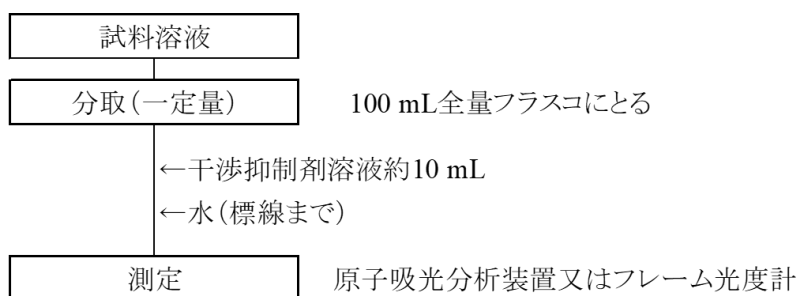 試料溶液
分取(一定量) 100 mL全量フラスコにとる
←干渉抑制剤溶液約10 mL
←水(標線まで)
測定 原子吸光分析装置又はフレーム光度計